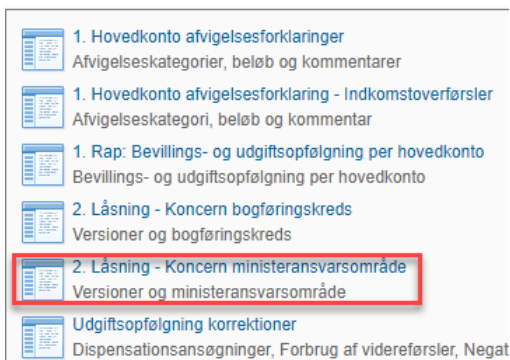 1. Hovedkonto afvigelsesforklaringer
Afvigelseskategorier, beløb og kommentarer
1. Hovedkonto afvigelsesforklaring - Indkomstoverførsler
Afvigelseskategori, beløb og kommentar
1. Rap: Bevillings- og udgiftsopfølgning per hovedkonto
Bevillings- og udgiftsopfølgning per hovedkonto
2. Låsning - Koncern bogføringskreds
Versioner og bogføringskreds
2. Låsning - Koncern ministeransvarsområde
Versioner og ministeransvarsområde
Udgiftsopfølgning korrektioner
Dispensationsansøgninger, Forbrug af videreførsler, Negat